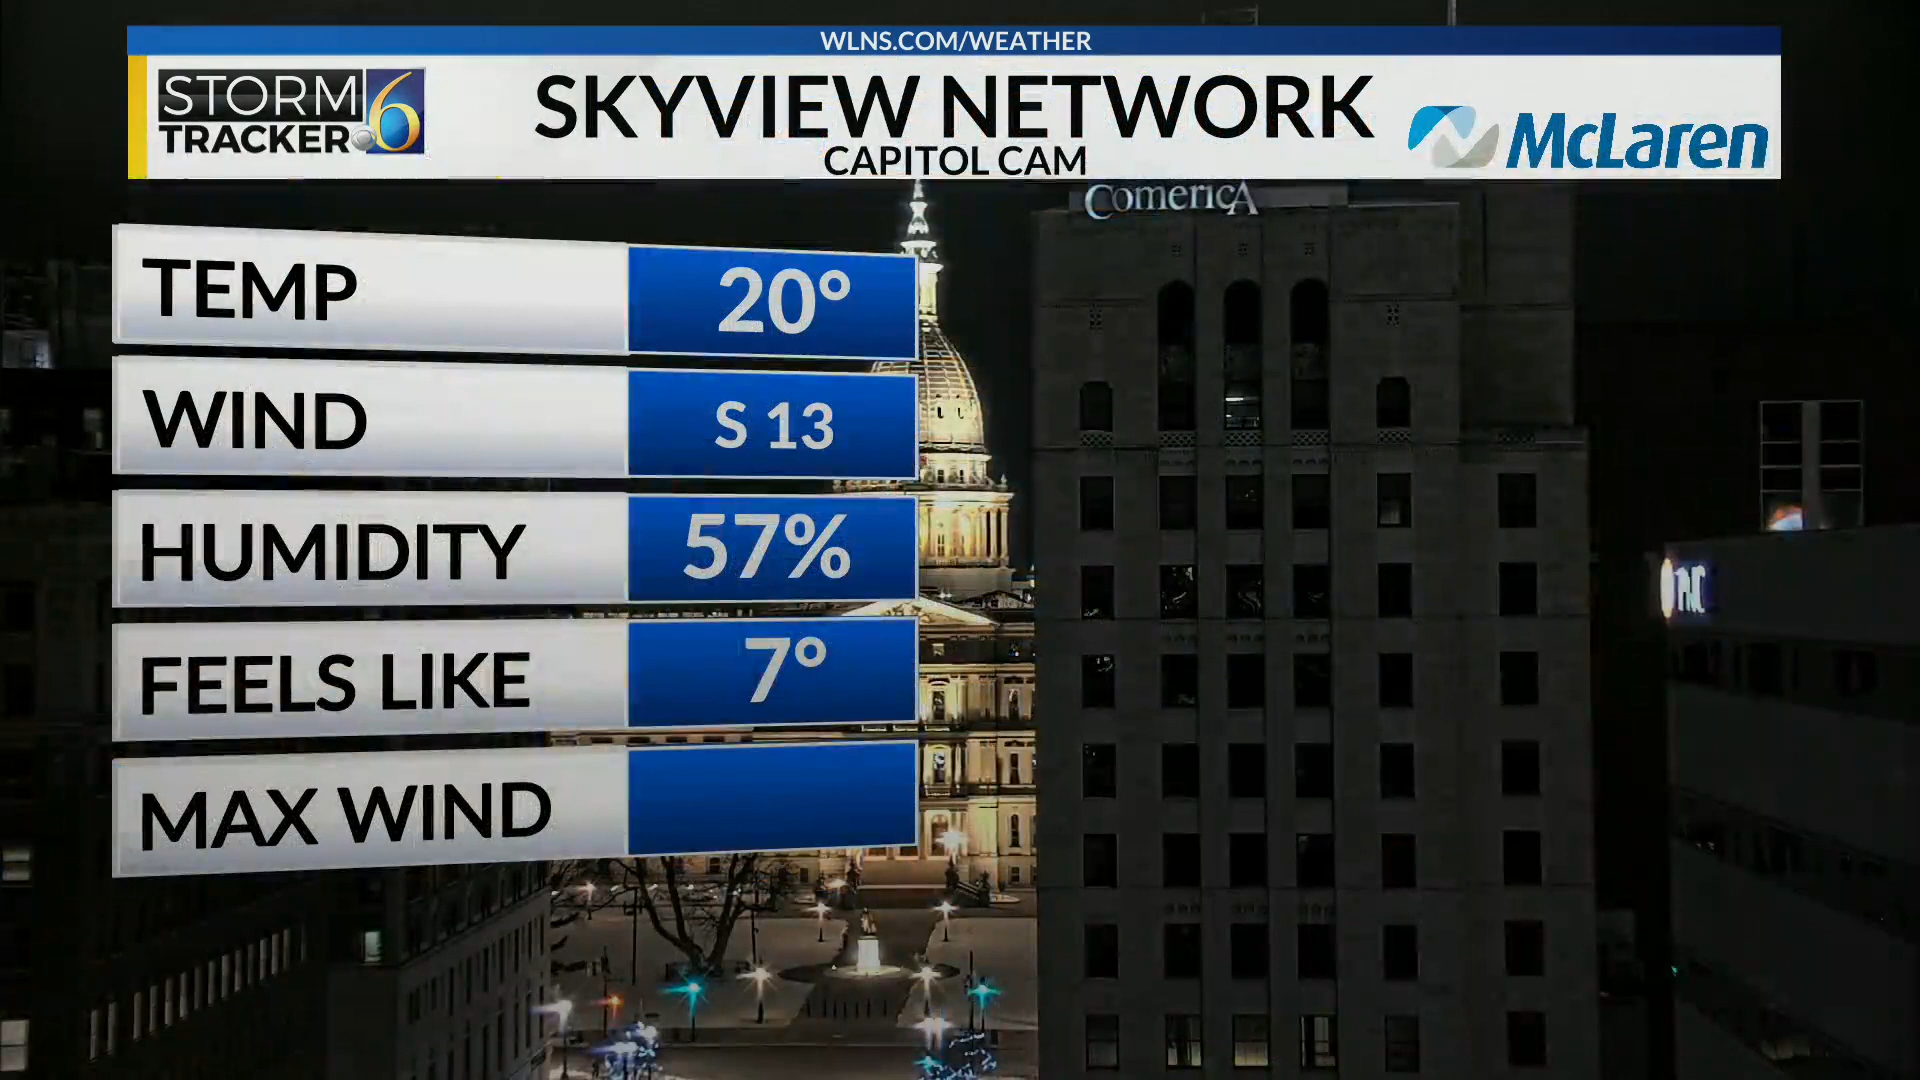 WLNS.COM/WEATHER
STORM
TRACKER 6
SKYVIEW NETWORK
CAPITOL CAM
McLaren
Comerica
TEMP 20°
WIND S 13
HUMIDITY 57%
FEELS LIKE 7°
MAX WIND
PNC